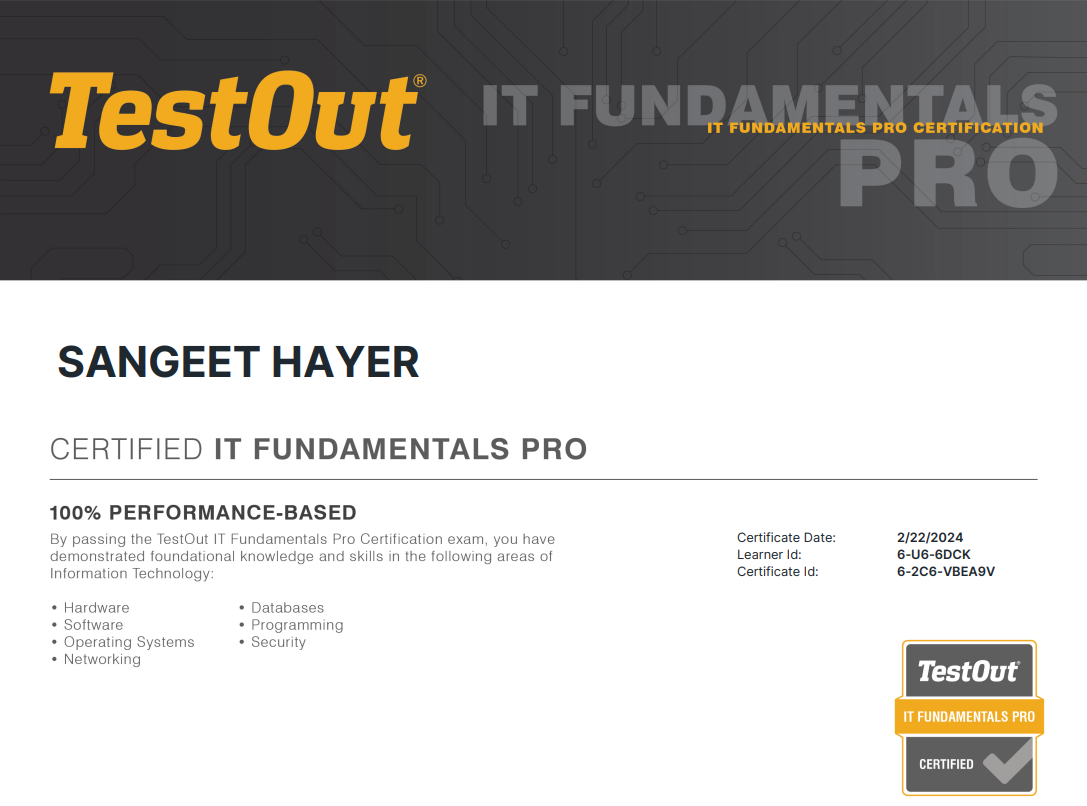 TestOut®
IT FUNDAMENTALS
IT FUNDAMENTALS PRO CERTIFICATION
PRO
SANGEET HAYER
CERTIFIED IT FUNDAMENTALS PRO
100% PERFORMANCE-BASED
By passing the TestOut IT Fundamentals Pro Certification exam, you have
demonstrated foundational knowledge and skills in the following areas of
Information Technology:
• Hardware
• Software
• Operating Systems
• Networking
• Databases
• Programming
• Security
Certificate Date: 2/22/2024
Learner Id: 6-U6-6DCK
Certificate Id: 6-2C6-VBEA9V
TestOut®
IT FUNDAMENTALS PRO
CERTIFIED